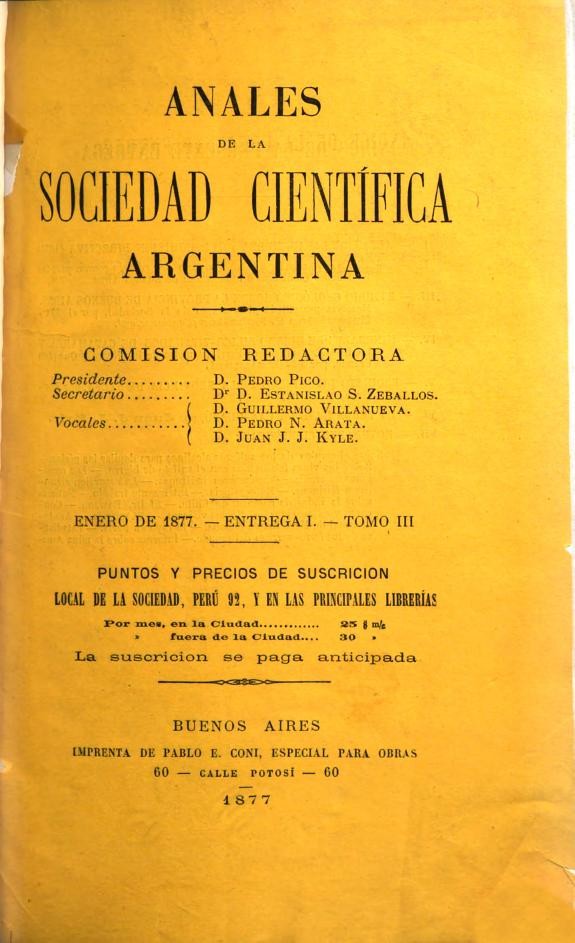 ANALES
DE LA
SOCIEDAD CIENTÍFICA
ARGENTINA
COMISION REDACTORA
Presidente......... D. PEDRO PICO.
Secretario......... Dr D. ESTANISLAO S. ZEBALLOS.
D. GUILLERMO VILLANUEVA.
Vocales........... D. PEDRO N. ARATA.
D. JUAN J. J. KYLE.
ENERO DE 1877. — ENTREGA I. — TOMO III
PUNTOS Y PRECIOS DE SUSCRICION
LOCAL DE LA SOCIEDAD, PERÚ 92, Y EN LAS PRINCIPALES LIBRERÍAS
Por mes, en la Ciudad............ 25 $ m/c
» fuera de la Ciudad.... 30 »
La suscricion se paga anticipada
BUENOS AIRES
IMPRENTA DE PABLO E. CONI, ESPECIAL PARA OBRAS
60 — CALLE POTOSÍ — 60
1877